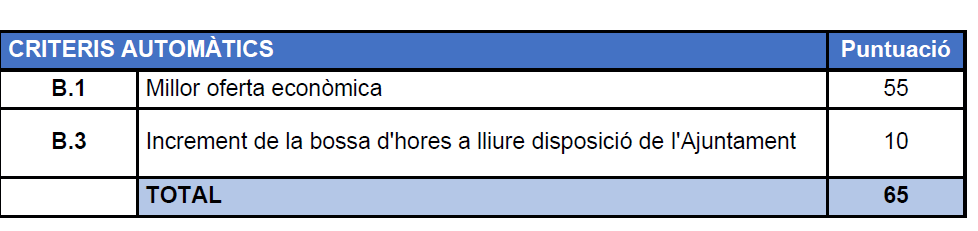 CRITERIS AUTOMÀTICS Puntuació
B.1 Millor oferta econòmica 55
B.3 Increment de la bossa d'hores a lliure disposició de l'Ajuntament 10
TOTAL 65